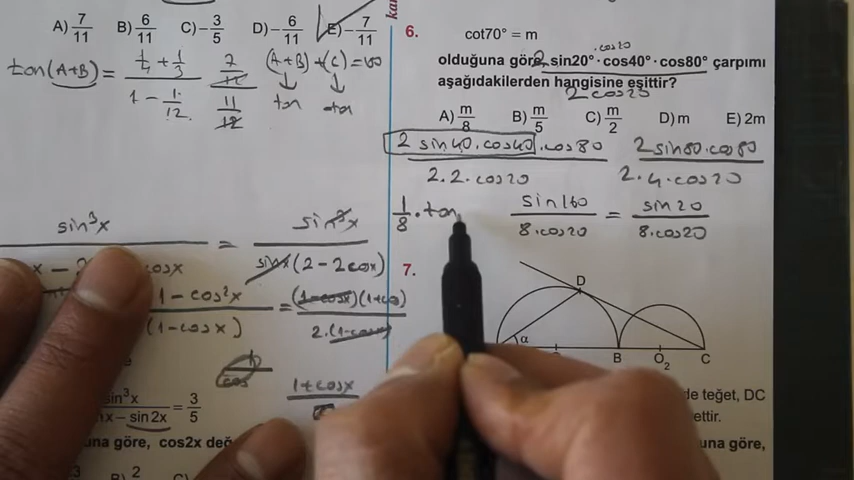 A) 7/11 B) 6/11 C) -3/5 D) -6/11 E) -7/11
tan(A+B) = (1/4 + 1/3) / (1 - 1/12)
7/12
11/12
(A+B)+(C)=180
tan tan
sin³x / = sin³x / sinx(2-2cosx)
1-cos²x / (1-cosx) = (1-cosx)(1+cos) / 2.(1-cosx)
1+cosx
sin³x
- sin2x = 3/5
una göre, cos2x değ
6.
cot70° = m
.cos20
olduğuna göre, 2 sin20° · cos40° · cos80° çarpımı
aşağıdakilerden hangisine eşittir?
2cos20
A) m/8 B) m/5 C) m/2 D) m E) 2m
2 sin40.cos40.cos80 / 2.2.cos20
2sin80.cos80 / 2.4.cos20
1/8 . tan
sin160 / 8.cos20 = sin20 / 8.cos20
7.
D
α
B
O₂
C
de teğet, DC
ettir.
una göre,